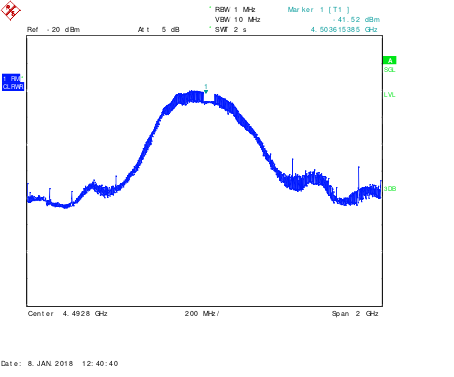 * RBW 1 MHz Marker 1 [T1 ]
VBW 10 MHz -41.52 dBm
Ref -20 dBm Att 5 dB * SWT 2 s 4.503615385 GHz
A
SGL
1 RM*
CLRWR
LVL
1
3DB
Center 4.4928 GHz 200 MHz/ Span 2 GHz
Date: 8.JAN.2018 12:40:40